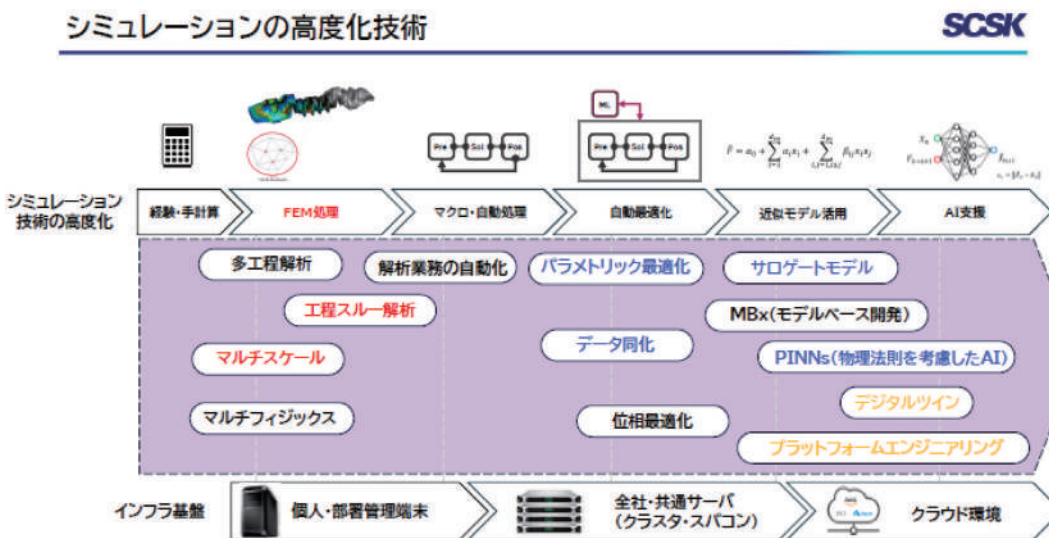 シミュレーションの高度化技術
SCSK
ML
Pre
Sol
Pos
Pre
Sol
Pos
シミュレーション
技術の高度化
経験・手計算
FEM処理
マクロ・自動処理
自動最適化
近似モデル活用
AI支援
多工程解析
解析業務の自動化
パラメトリック最適化
サロゲートモデル
工程スルー解析
MBx(モデルベース開発)
マルチスケール
データ同化
PINNs(物理法則を考慮したAI)
デジタルツイン
マルチフィジックス
位相最適化
プラットフォームエンジニアリング
インフラ基盤
個人・部署管理端末
全社・共通サーバ
(クラスタ・スパコン)
クラウド環境